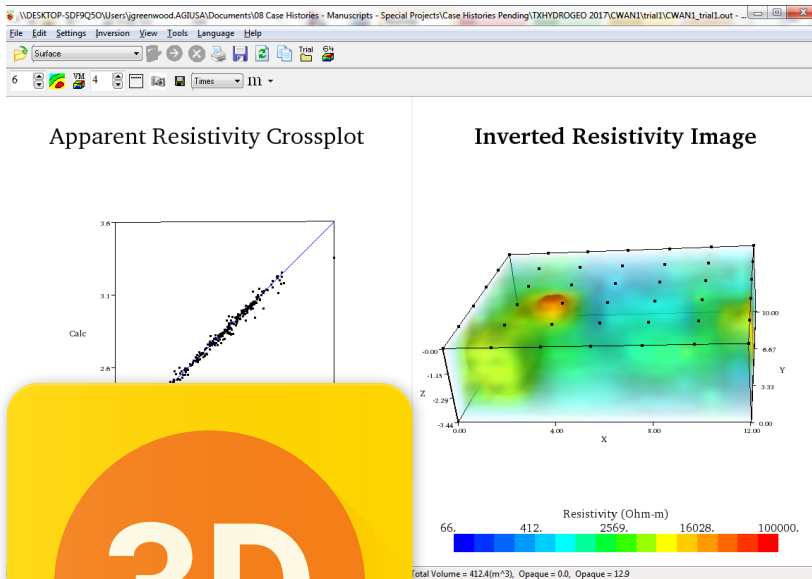 \\DESKTOP-SDF9Q5O\Users\jgreenwood.AGIUSA\Documents\08 Case Histories - Manuscripts - Special Projects\Case Histories Pending\TXHYDROGEO 2017\CWAN1\trial1\CWAN1_trial1.out - ...
File Edit Settings Inversion View Tools Language Help
Surface Trial G4
6 VM 4 Times m
Apparent Resistivity Crossplot
Inverted Resistivity Image
3.6
3.1
Calc
2.6
-0.00
-1.15
Z
-2.29
-3.44
0.00 4.00 8.00 12.00
X
10.00
6.67
Y
3.33
0.00
Resistivity (Ohm-m)
66. 412. 2569. 16028. 100000.
3D
Total Volume = 412.4(m^3), Opaque = 0.0, Opaque = 12.9